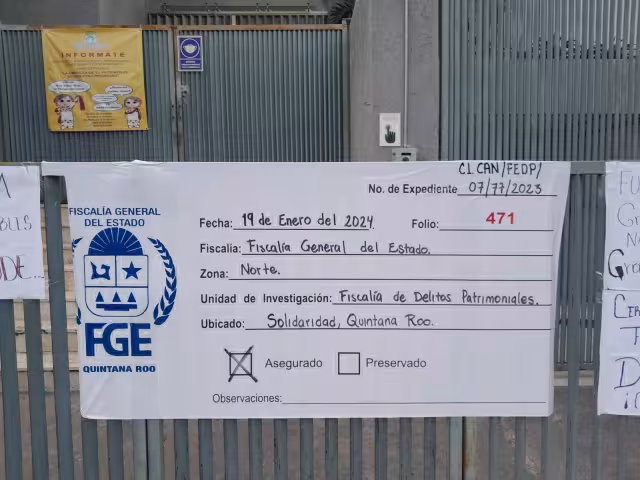 INFORMATE
CI.CAN/FEDP/
No. de Expediente 07/77/2023
FISCALÍA GENERAL
DEL ESTADO
FGE
QUINTANA ROO
Fecha: 19 de Enero del 2024 Folio: 471
Fiscalía: Fiscalía General del Estado.
Zona: Norte.
Unidad de Investigación: Fiscalía de Delitos Patrimoniales.
Ubicado: Solidaridad, Quintana Roo.
Asegurado Preservado
Observaciones: